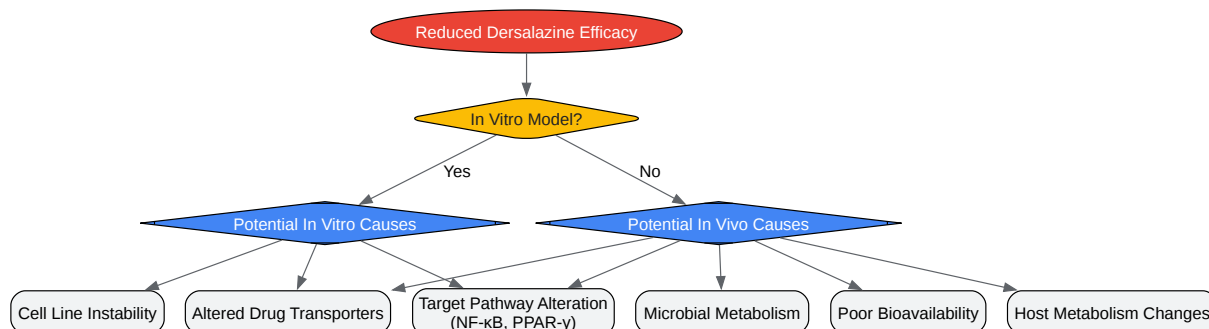 Reduced Dersalazine Efficacy
In Vitro Model?
Yes
No
Potential In Vitro Causes
Potential In Vivo Causes
Cell Line Instability
Altered Drug Transporters
Target Pathway Alteration
(NF-κB, PPAR-γ)
Microbial Metabolism
Poor Bioavailability
Host Metabolism Changes